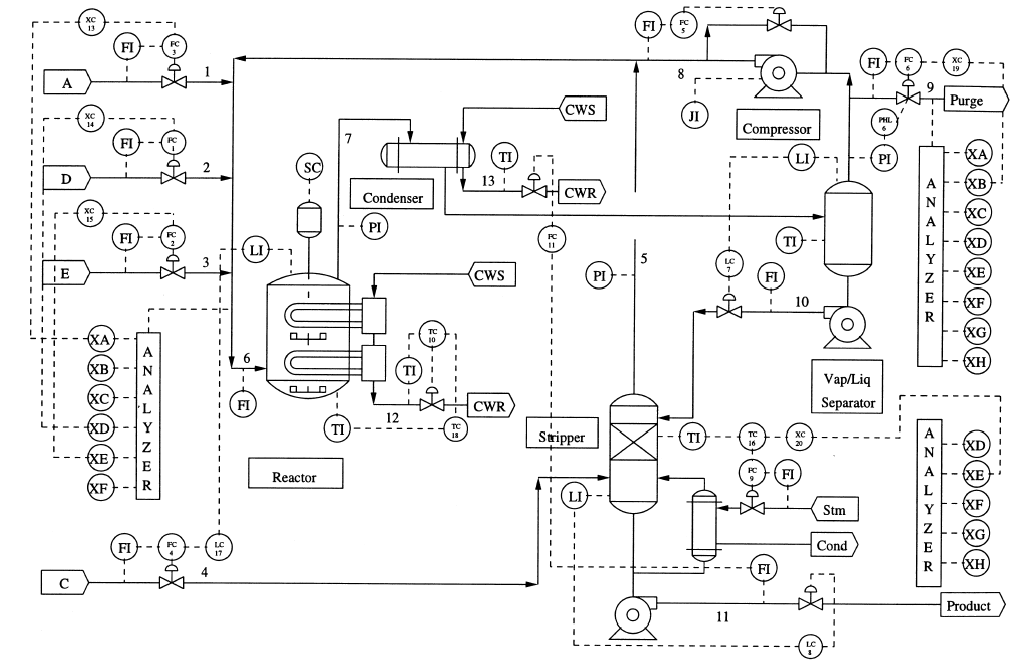 XC
13
FI
FC
3
A
1
XC
14
FI
FC
1
D
2
XC
15
FI
FC
2
E
3
LI
SC
7
CWS
Condenser
TI
13
CWR
PI
FC
11
CWS
TC
10
TI
12
CWR
TI
TC
18
6
FI
Reactor
XA
XB
XC
XD
XE
XF
ANALYZER
FI
FC
4
LC
17
C
4
FI
FC
5
8
JI
Compressor
FI
FC
6
XC
19
9
Purge
PHL
6
PI
LI
TI
LC
7
FI
10
Vap/Liq
Separator
PI
5
ANALYZER
XA
XB
XC
XD
XE
XF
XG
XH
Stripper
TI
TC
16
XC
20
FC
9
FI
Stm
LI
Cond
FI
11
LC
8
Product
ANALYZER
XD
XE
XF
XG
XH